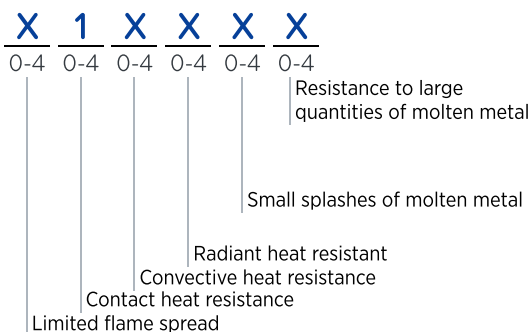 X 1 X X X X
0-4 0-4 0-4 0-4 0-4 0-4
Resistance to large
quantities of molten metal
Small splashes of molten metal
Radiant heat resistant
Convective heat resistance
Contact heat resistance
Limited flame spread